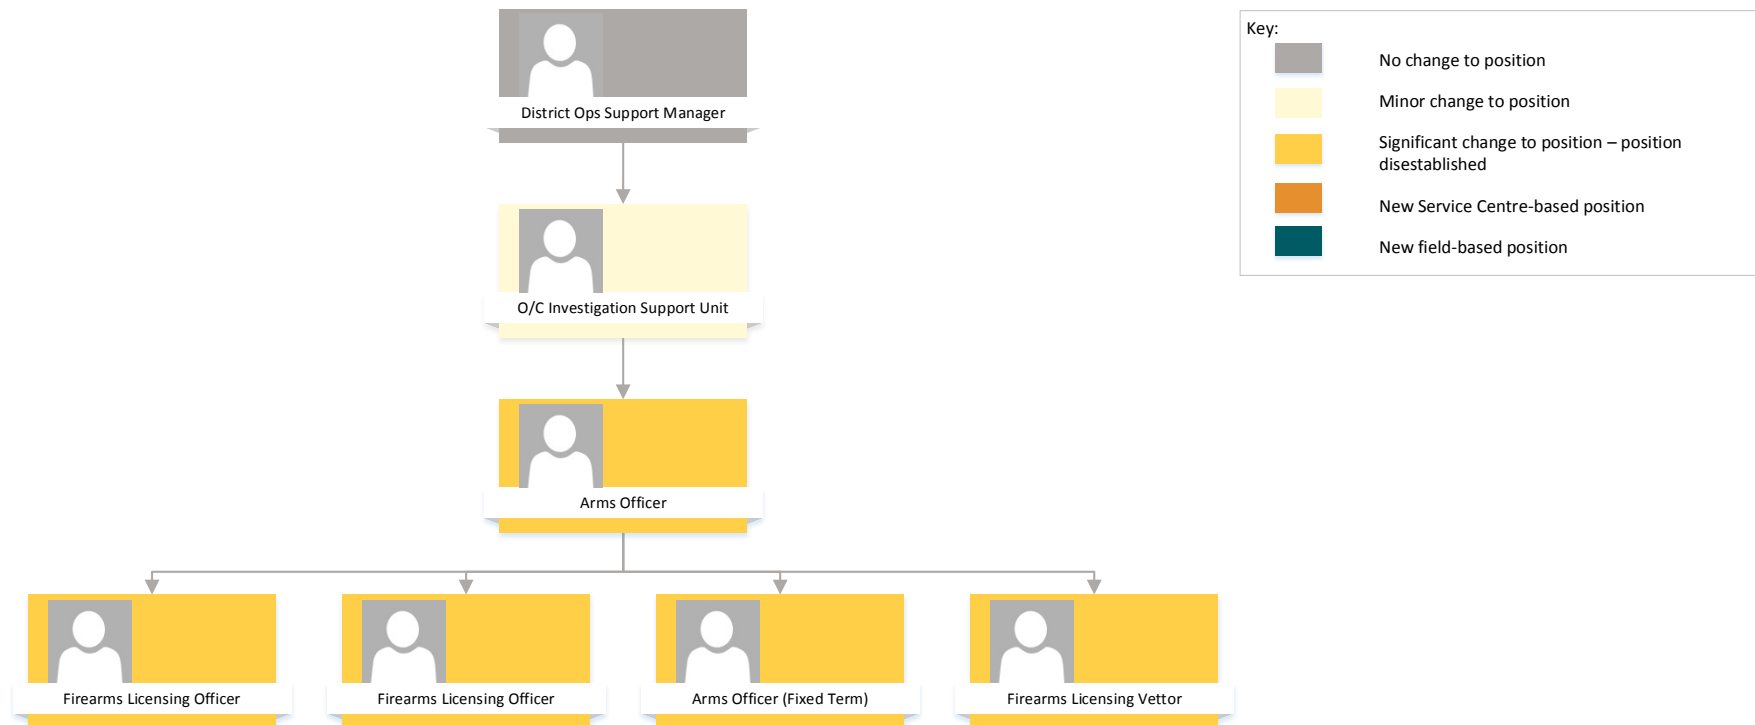 Key:
No change to position
Minor change to position
Significant change to position – position
disestablished
New Service Centre-based position
New field-based position
District Ops Support Manager
O/C Investigation Support Unit
Arms Officer
Firearms Licensing Officer
Firearms Licensing Officer
Arms Officer (Fixed Term)
Firearms Licensing Vettor